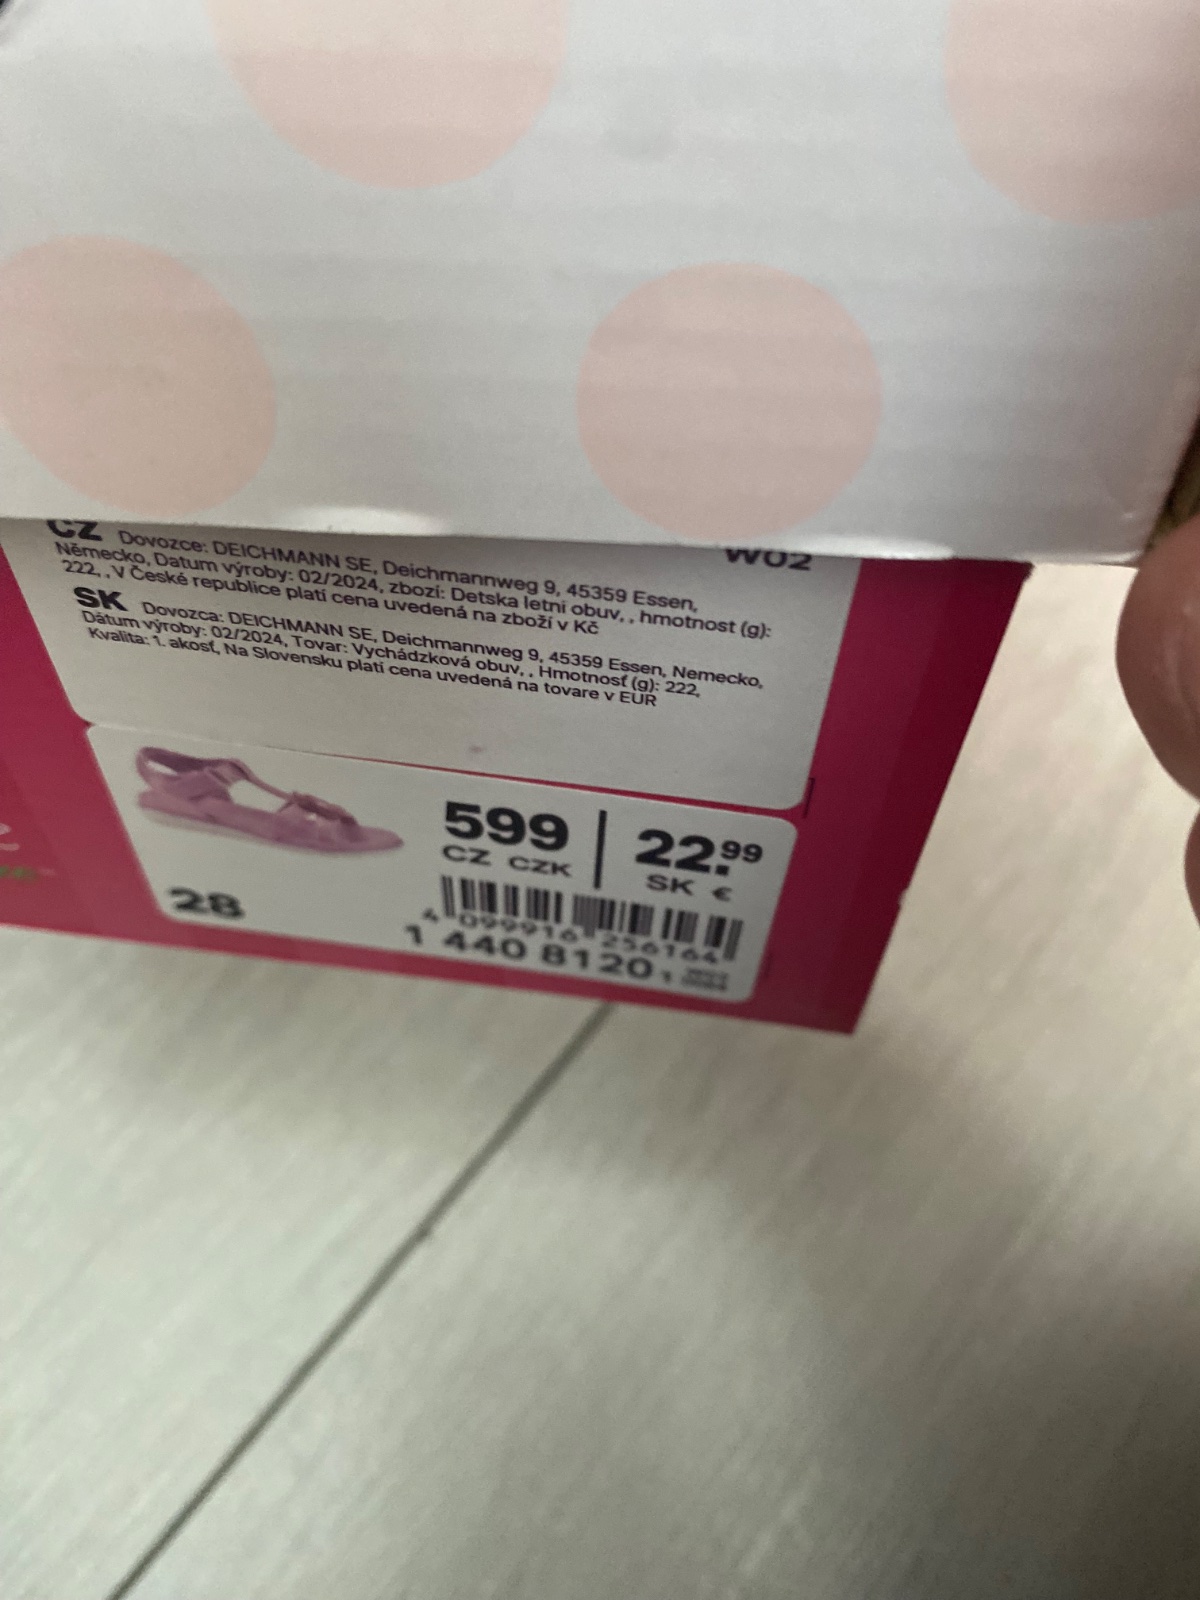 CZ Dovozce: DEICHMANN SE, Deichmannweg 9, 45359 Essen,
Německo, Datum výroby: 02/2024, zbozí: Detska letni obuv, , hmotnost (g):
222, , V České republice platí cena uvedená na zboží v Kč
W02
SK Dovozca: DEICHMANN SE, Deichmannweg 9, 45359 Essen, Nemecko,
Dátum výroby: 02/2024, Tovar: Vychádzková obuv, , Hmotnosť (g): 222,
Kvalita: 1. akosť, Na Slovensku platí cena uvedená na tovare v EUR
599 | 22.99
CZ CZK SK €
28
4 099916 256164
1 440 8120 1